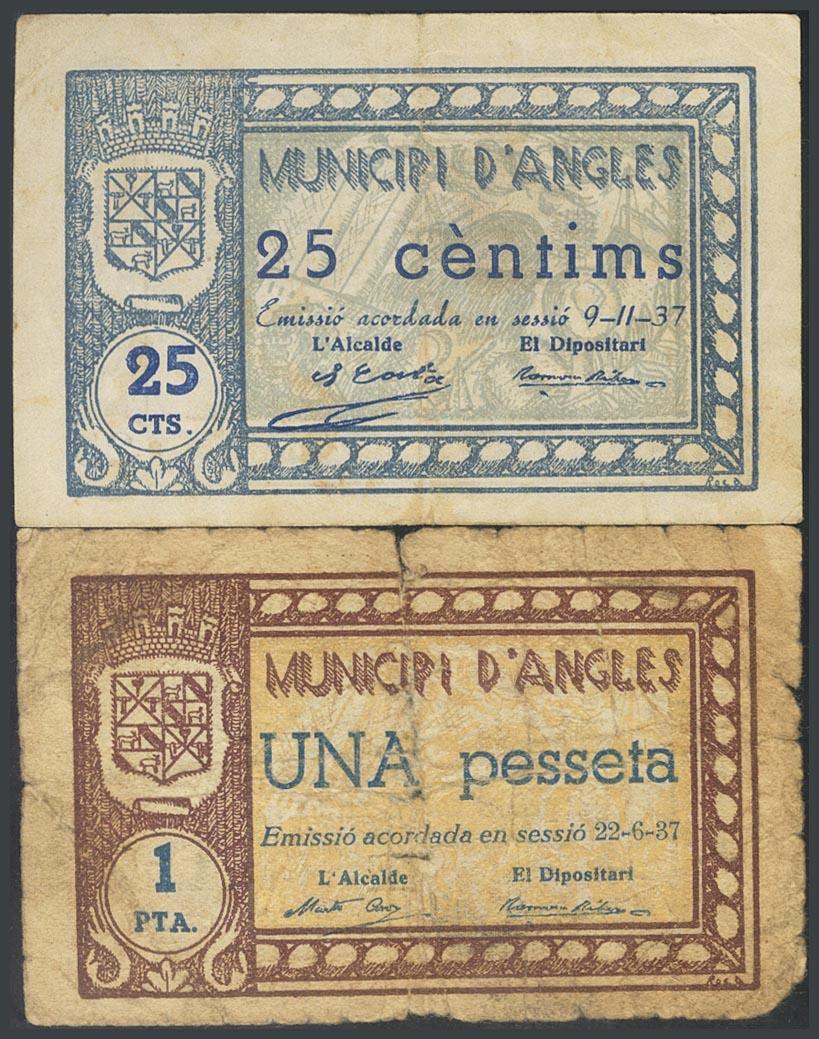 MUNICIPI D'ANGLES
25 cèntims
Emissió acordada en sessió 9-11-37
L'Alcalde El Dipositari
25
CTS.
MUNICIPI D'ANGLES
UNA pesseta
Emissió acordada en sessió 22-6-37
L'Alcalde El Dipositari
1
PTA.